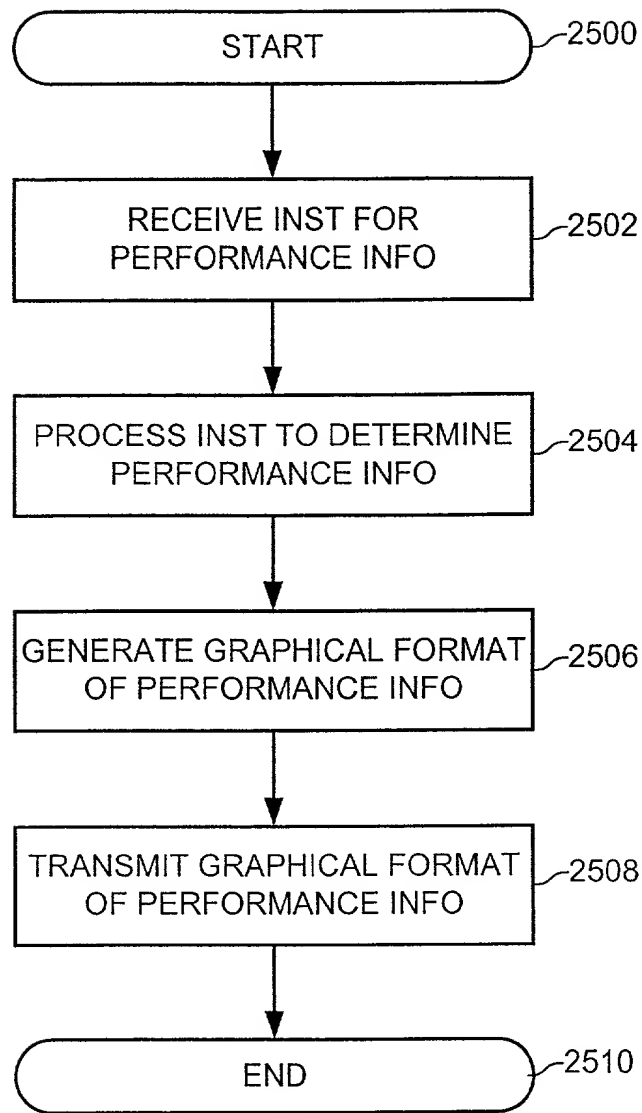 START
2500
RECEIVE INST FOR
PERFORMANCE INFO
2502
PROCESS INST TO DETERMINE
PERFORMANCE INFO
2504
GENERATE GRAPHICAL FORMAT
OF PERFORMANCE INFO
2506
TRANSMIT GRAPHICAL FORMAT
OF PERFORMANCE INFO
2508
END
2510